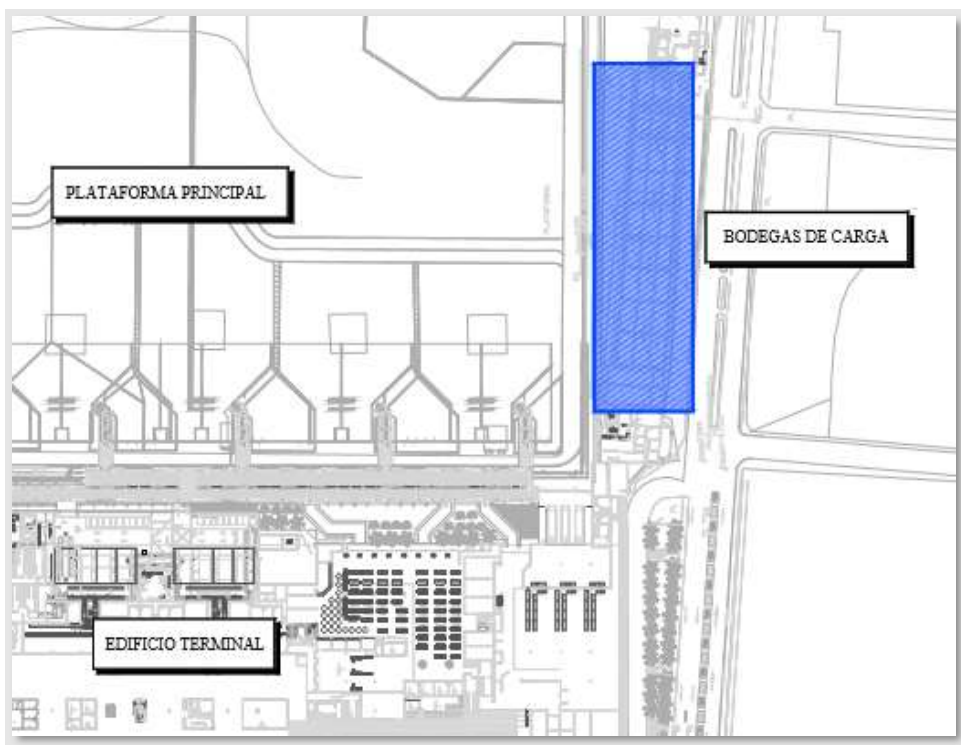 PLATAFORMA PRINCIPAL
BODEGAS DE CARGA
EDIFICIO TERMINAL